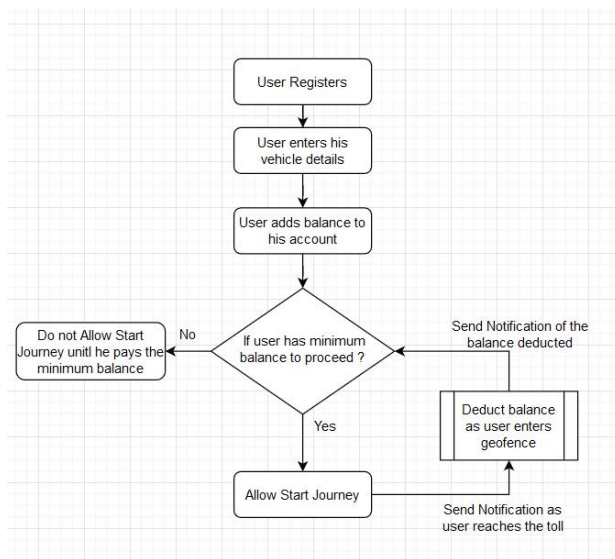 User Registers
User enters his
vehicle details
User adds balance to
his account
If user has minimum
balance to proceed ?
No
Do not Allow Start
Journey unitl he pays the
minimum balance
Yes
Allow Start Journey
Send Notification as
user reaches the toll
Deduct balance
as user enters
geofence
Send Notification of the
balance deducted